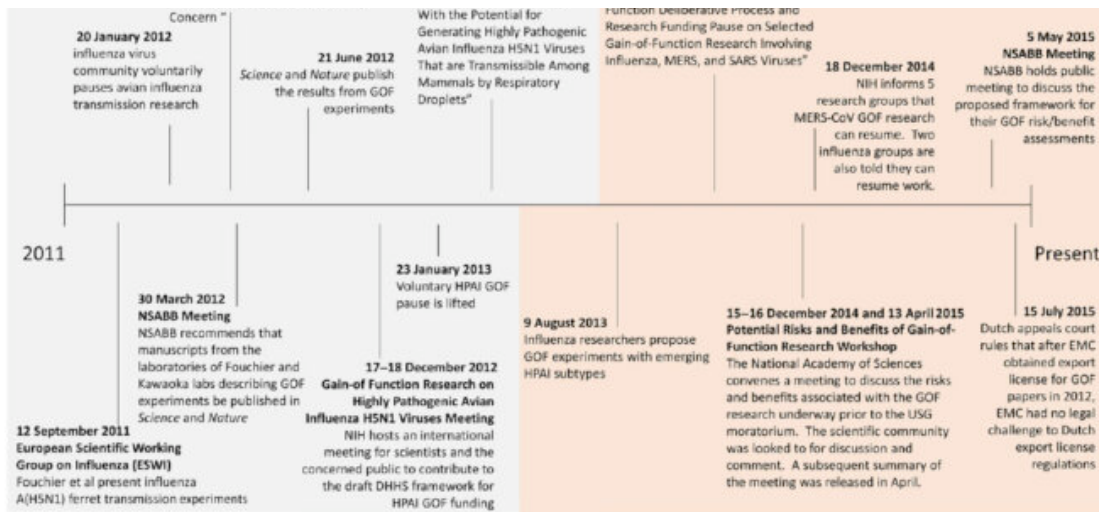 Concern "
20 January 2012
influenza virus
community voluntarily
pauses avian influenza
transmission research
21 June 2012
Science and Nature publish
the results from GOF
experiments
With the Potential for
Generating Highly Pathogenic
Avian Influenza H5N1 Viruses
That are Transmissible Among
Mammals by Respiratory
Droplets"
Function Deliberative Process and
Research Funding Pause on Selected
Gain-of-Function Research Involving
Influenza, MERS, and SARS Viruses"
18 December 2014
NIH informs 5
research groups that
MERS-CoV GOF research
can resume. Two
influenza groups are
also told they can
resume work.
5 May 2015
NSABB Meeting
NSABB holds public
meeting to discuss the
proposed framework for
their GOF risk/benefit
assessments
2011
Present
12 September 2011
European Scientific Working
Group on Influenza (ESWI)
Fouchier et al present influenza
A(H5N1) ferret transmission experiments
30 March 2012
NSABB Meeting
NSABB recommends that
manuscripts from the
laboratories of Fouchier and
Kawaoka labs describing GOF
experiments be published in
Science and Nature
17–18 December 2012
Gain-of Function Research on
Highly Pathogenic Avian
Influenza H5N1 Viruses Meeting
NIH hosts an international
meeting for scientists and the
concerned public to contribute to
the draft DHHS framework for
HPAI GOF funding
23 January 2013
Voluntary HPAI GOF
pause is lifted
9 August 2013
Influenza researchers propose
GOF experiments with emerging
HPAI subtypes
15–16 December 2014 and 13 April 2015
Potential Risks and Benefits of Gain-of-
Function Research Workshop
The National Academy of Sciences
convenes a meeting to discuss the risks
and benefits associated with the GOF
research underway prior to the USG
moratorium. The scientific community
was looked to for discussion and
comment. A subsequent summary of
the meeting was released in April.
15 July 2015
Dutch appeals court
rules that after EMC
obtained export
license for GOF
papers in 2012,
EMC had no legal
challenge to Dutch
export license
regulations